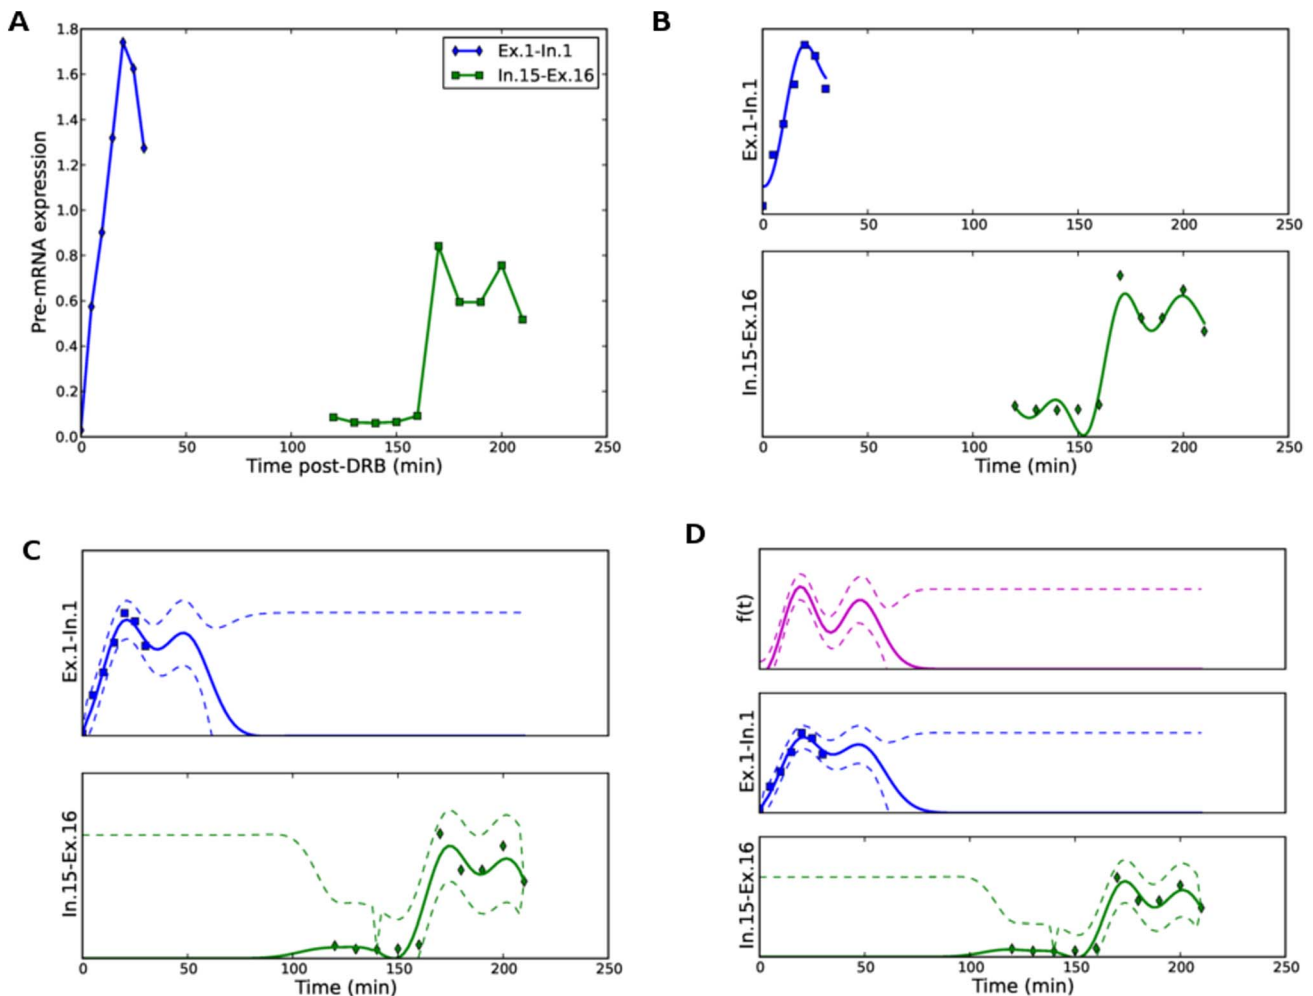 A
Pre-mRNA expression
1.8
1.6
1.4
1.2
1.0
0.8
0.6
0.4
0.2
0.0
Ex.1-In.1
In.15-Ex.16
0 50 100 150 200 250
Time post-DRB (min)
B
Ex.1-In.1
0 50 100 150 200 250
In.15-Ex.16
0 50 100 150 200 250
Time (min)
C
Ex.1-In.1
In.15-Ex.16
0 50 100 150 200 250
Time (min)
D
f(t)
Ex.1-In.1
In.15-Ex.16
0 50 100 150 200 250
Time (min)